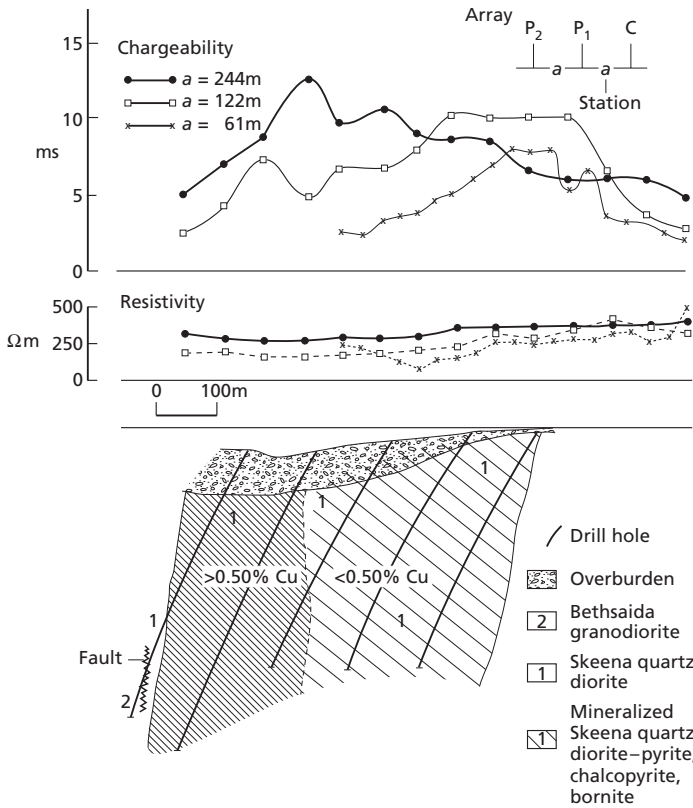 Array
P2 P1 C
a a
Station
Chargeability
a = 244m
a = 122m
a = 61m
15
10
ms
5
0
Resistivity
500
Ωm 250
0
0 100m
1
1 1
>0.50% Cu <0.50% Cu
1
1
Fault
2
Drill hole
Overburden
2 Bethsaida
granodiorite
1 Skeena quartz
diorite
Mineralized
1 Skeena quartz
diorite–pyrite,
chalcopyrite,
bornite